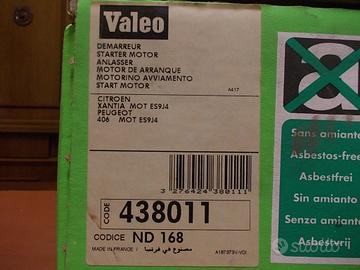 Valeo
DEMARREUR
STARTER MOTOR
ANLASSER
MOTOR DE ARRANQUE
MOTORINO AVVIAMENTO
START MOTOR
A417
CITROEN
XANTIA MOT ES9J4
PEUGEOT
406 MOT ES9J4
3 276424 380111
CODE
438011
CODICE ND 168
MADE IN FRANCE / صنوع في فرنسا
a
Sans amiante
Asbestos-free
Asbestfrei
Sin amianto
Senza amianto
Asbestvrij
subito